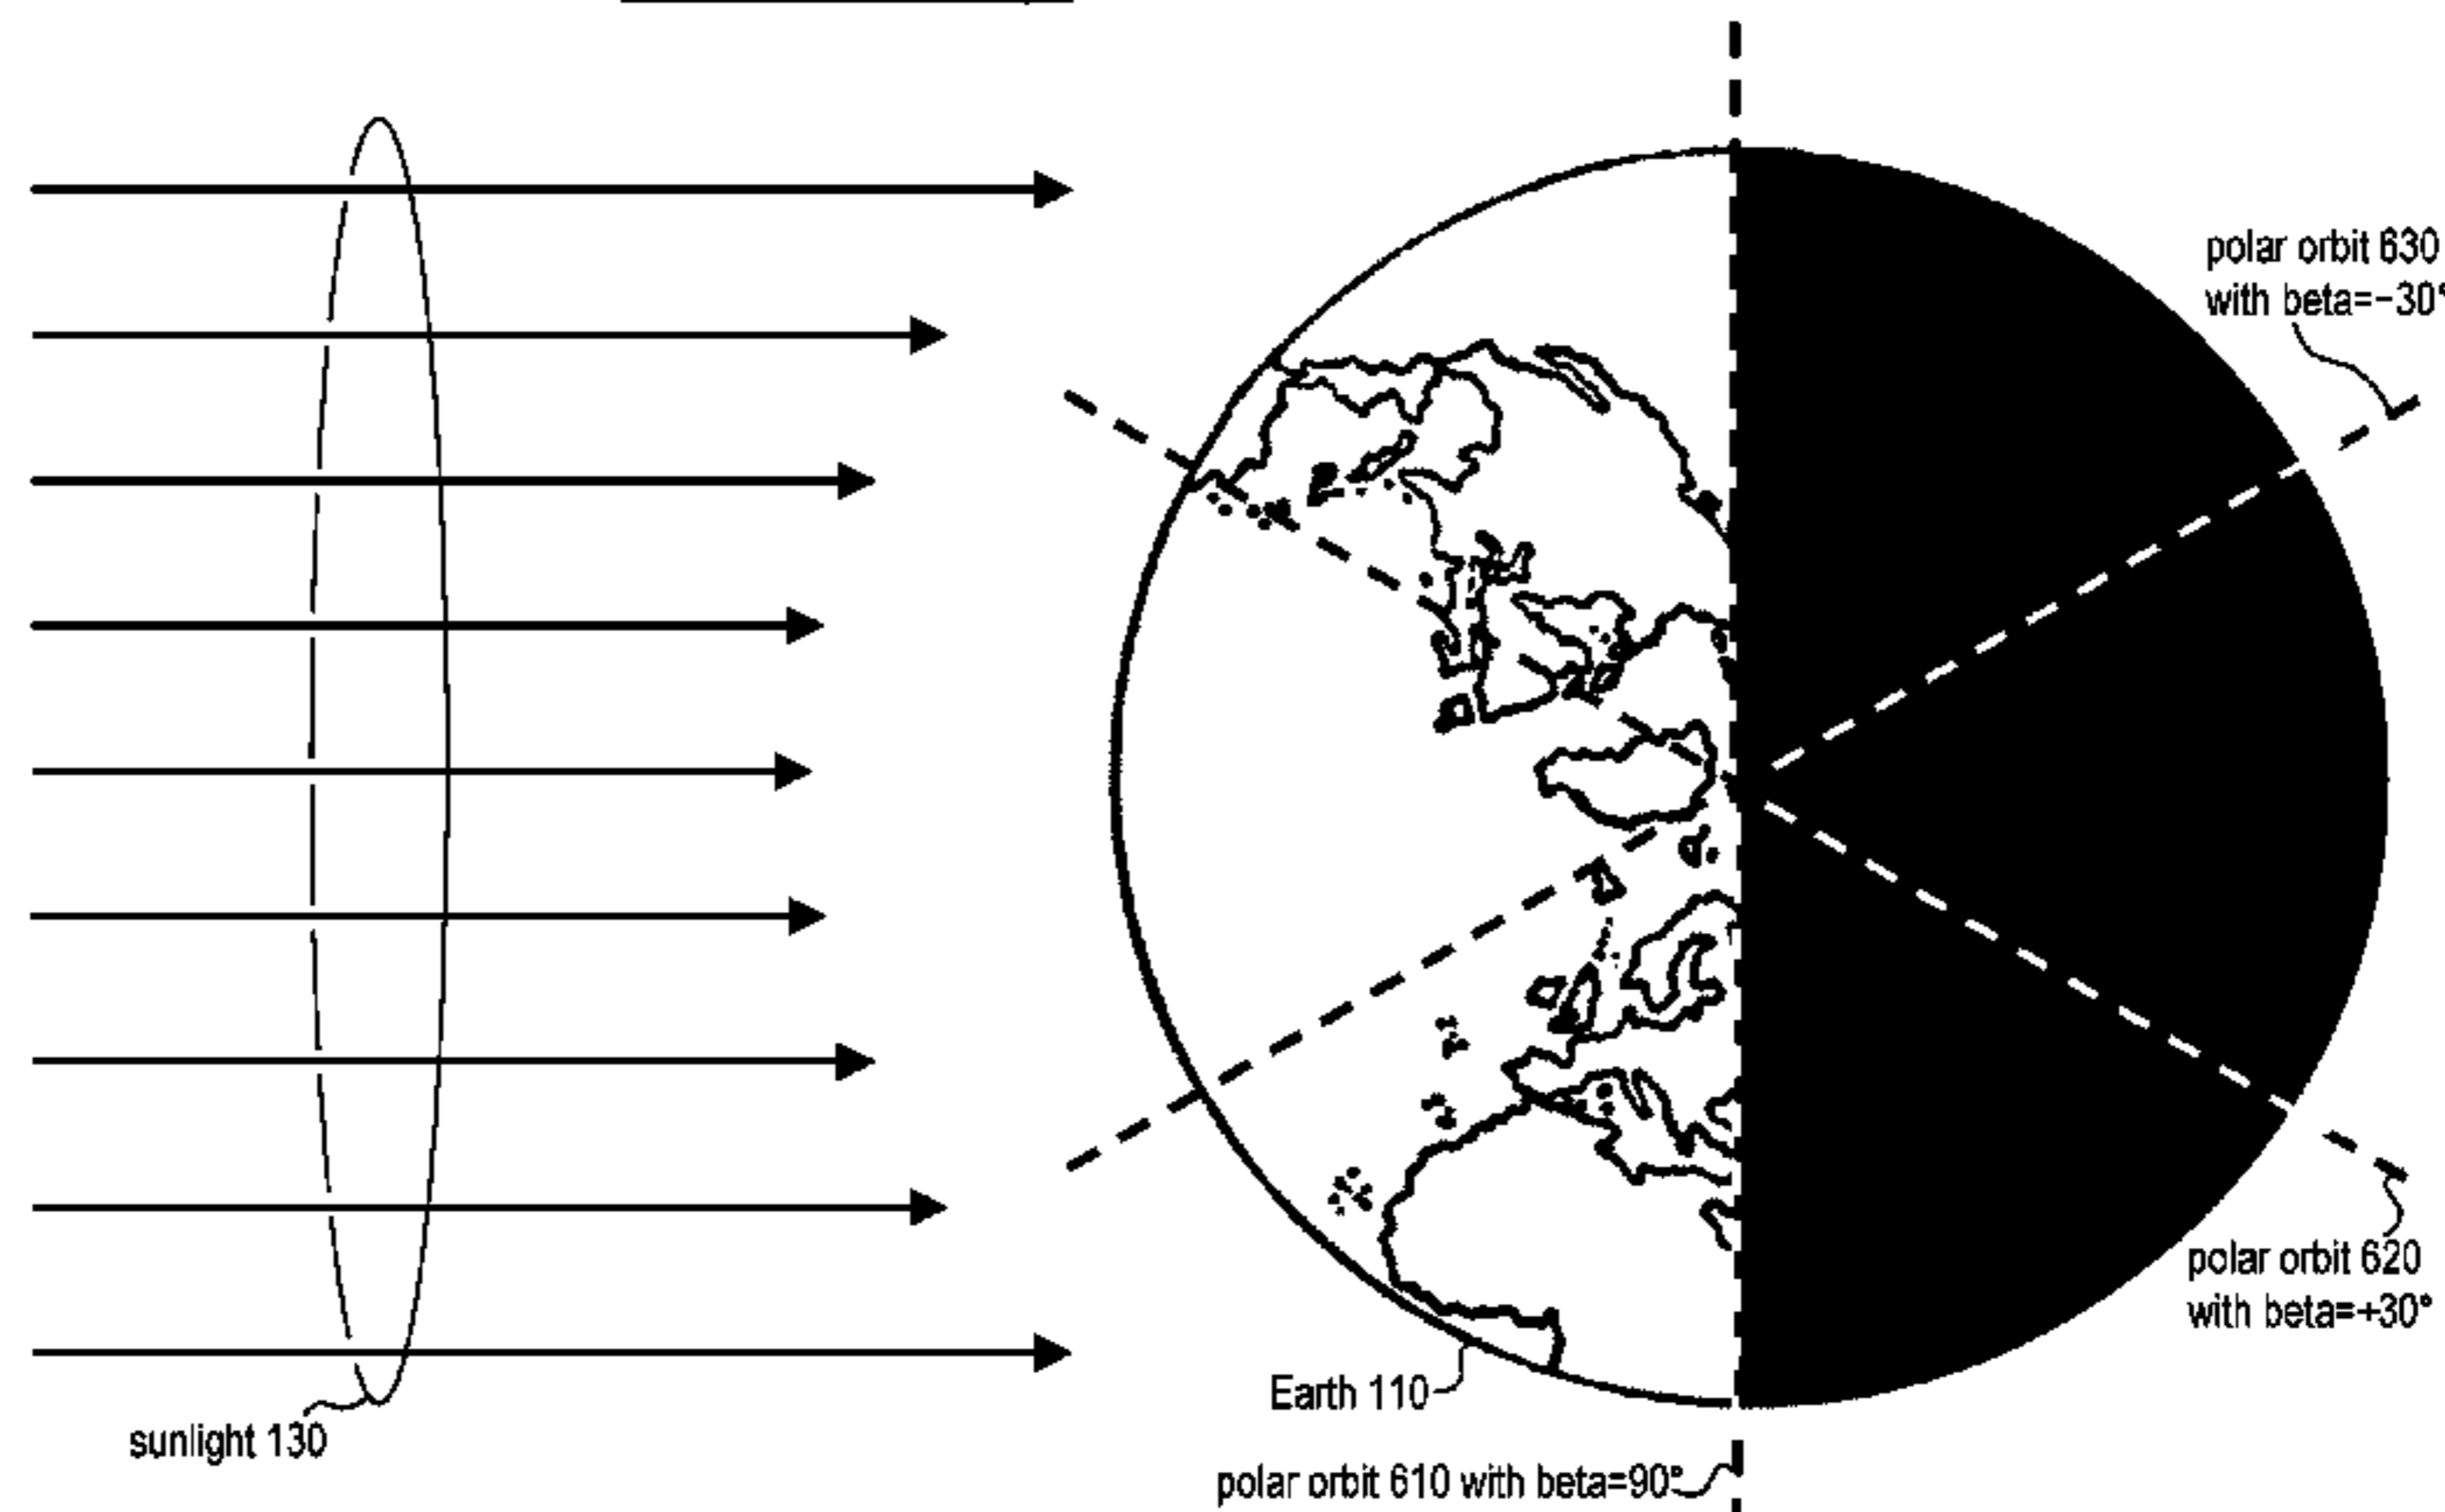 polar orbit 630
with beta=−30°
polar orbit 620
with beta=+30°
Earth 110
sunlight 130
polar orbit 610 with beta=90°